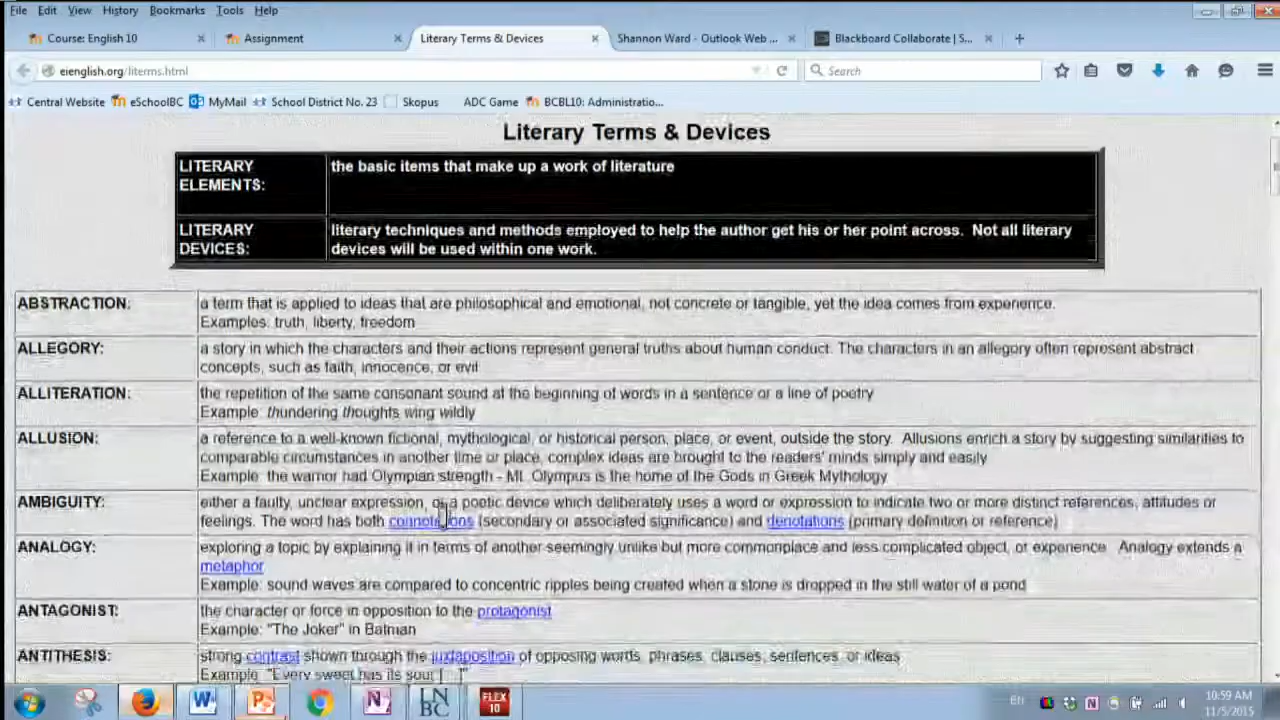 File Edit View History Bookmarks Tools Help
Course: English 10 × Assignment × Literary Terms & Devices × Shannon Ward - Outlook Web ... × Blackboard Collaborate | S... × +
eienglish.org/literms.html Search
Central Website eSchoolBC MyMail School District No. 23 Skopus ADC Game BCBL10: Administratio...
Literary Terms & Devices
LITERARY ELEMENTS: the basic items that make up a work of literature
LITERARY DEVICES: literary techniques and methods employed to help the author get his or her point across. Not all literary
devices will be used within one work.
ABSTRACTION: a term that is applied to ideas that are philosophical and emotional, not concrete or tangible, yet the idea comes from experience.
Examples: truth, liberty, freedom
ALLEGORY: a story in which the characters and their actions represent general truths about human conduct. The characters in an allegory often represent abstract
concepts, such as faith, innocence, or evil
ALLITERATION: the repetition of the same consonant sound at the beginning of words in a sentence or a line of poetry
Example: thundering thoughts wing wildly
ALLUSION: a reference to a well-known fictional, mythological, or historical person, place, or event, outside the story. Allusions enrich a story by suggesting similarities to
comparable circumstances in another time or place, complex ideas are brought to the readers' minds simply and easily
Example: the warrior had Olympian strength - Mt. Olympus is the home of the Gods in Greek Mythology
AMBIGUITY: either a faulty, unclear expression, or a poetic device which deliberately uses a word or expression to indicate two or more distinct references, attitudes or
feelings. The word has both connotations (secondary or associated significance) and denotations (primary definition or reference)
ANALOGY: exploring a topic by explaining it in terms of another seemingly unlike but more commonplace and less complicated object, or experience. Analogy extends a
metaphor
Example: sound waves are compared to concentric ripples being created when a stone is dropped in the still water of a pond
ANTAGONIST: the character or force in opposition to the protagonist
Example: "The Joker" in Batman
ANTITHESIS: strong contrast shown through the juxtaposition of opposing words, phrases, clauses, sentences, or ideas
Example: "Every sweet has its sour [...]"
LN BC FLEX 10 EN 10:59 AM
11/5/2015